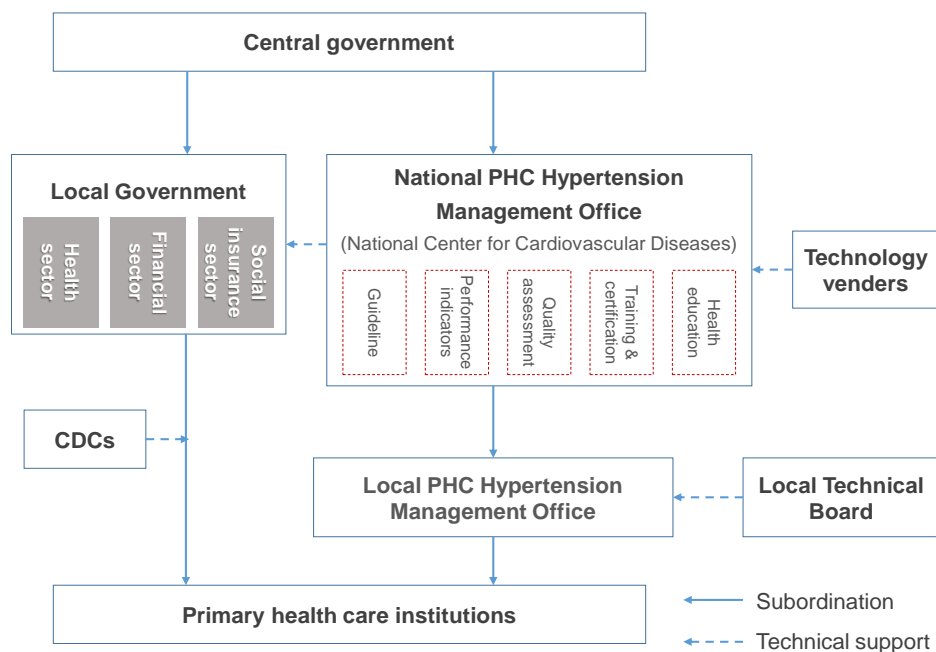 Central government
Local Government
Health
sector
Financial
sector
Social
insurance
sector
National PHC Hypertension
Management Office
(National Center for Cardiovascular Diseases)
Guideline
Performance
indicators
Quality
assessment
Training &
certification
Health
education
Technology
venders
CDCs
Local PHC Hypertension
Management Office
Local Technical
Board
Primary health care institutions
Subordination
Technical support